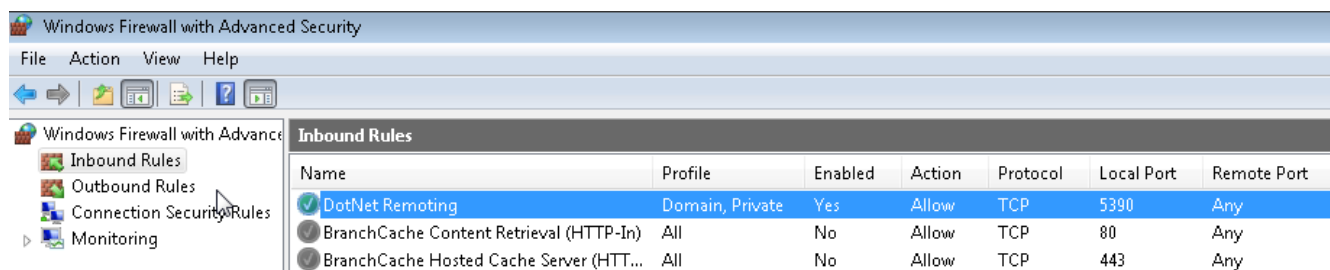 Windows Firewall with Advanced Security
File Action View Help
Windows Firewall with Advance
Inbound Rules
Outbound Rules
Connection Security Rules
Monitoring
Inbound Rules
Name Profile Enabled Action Protocol Local Port Remote Port
DotNet Remoting Domain, Private Yes Allow TCP 5390 Any
BranchCache Content Retrieval (HTTP-In) All No Allow TCP 80 Any
BranchCache Hosted Cache Server (HTT... All No Allow TCP 443 Any